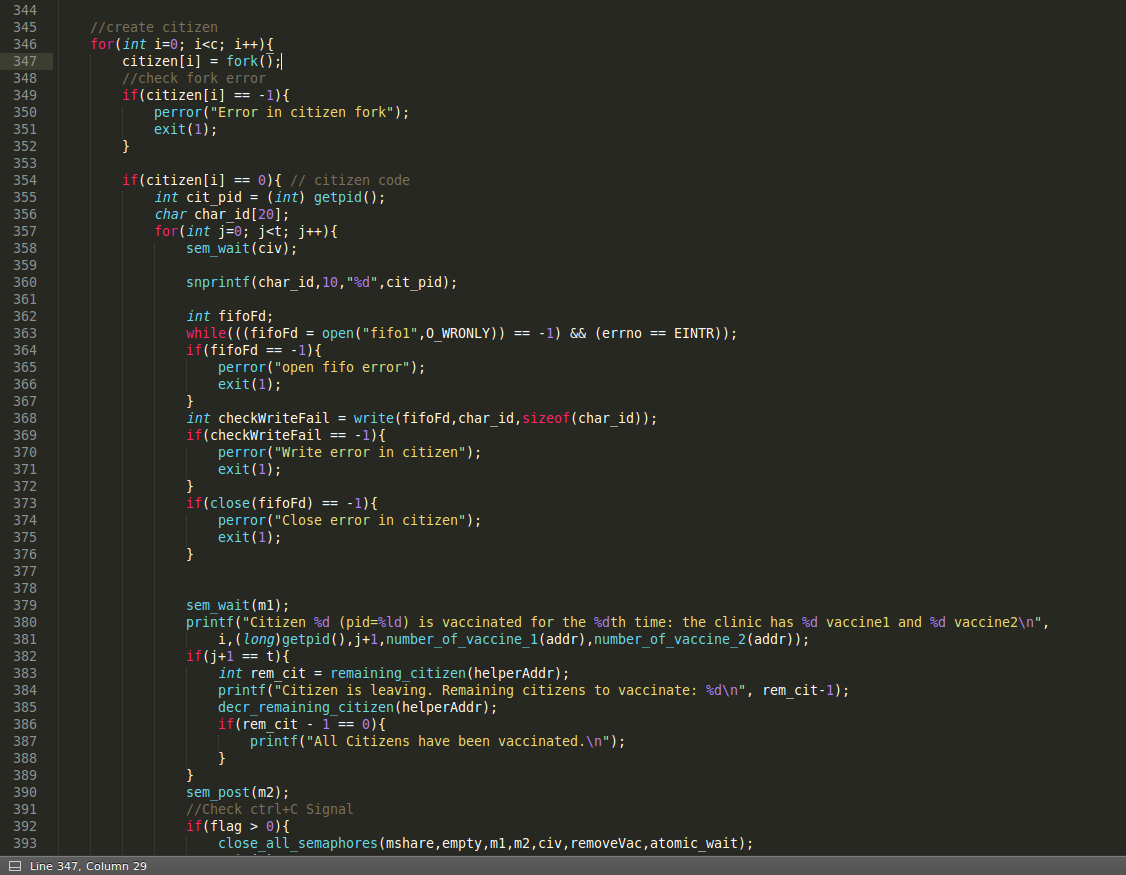 344
345     //create citizen
346     for(int i=0; i<c; i++){
347         citizen[i] = fork();
348         //check fork error
349         if(citizen[i] == -1){
350             perror("Error in citizen fork");
351             exit(1);
352         }
353
354         if(citizen[i] == 0){ // citizen code
355             int cit_pid = (int) getpid();
356             char char_id[20];
357             for(int j=0; j<t; j++){
358                 sem_wait(civ);
359
360                 snprintf(char_id,10,"%d",cit_pid);
361
362                 int fifoFd;
363                 while(((fifoFd = open("fifo1",O_WRONLY)) == -1) && (errno == EINTR));
364                 if(fifoFd == -1){
365                     perror("open fifo error");
366                     exit(1);
367                 }
368                 int checkWriteFail = write(fifoFd,char_id,sizeof(char_id));
369                 if(checkWriteFail == -1){
370                     perror("Write error in citizen");
371                     exit(1);
372                 }
373                 if(close(fifoFd) == -1){
374                     perror("Close error in citizen");
375                     exit(1);
376                 }
377
378
379                 sem_wait(m1);
380                 printf("Citizen %d (pid=%ld) is vaccinated for the %dth time: the clinic has %d vaccine1 and %d vaccine2\n",
381                     i,(long)getpid(),j+1,number_of_vaccine_1(addr),number_of_vaccine_2(addr));
382                 if(j+1 == t){
383                     int rem_cit = remaining_citizen(helperAddr);
384                     printf("Citizen is leaving. Remaining citizens to vaccinate: %d\n", rem_cit-1);
385                     decr_remaining_citizen(helperAddr);
386                     if(rem_cit - 1 == 0){
387                         printf("All Citizens have been vaccinated.\n");
388                     }
389                 }
390                 sem_post(m2);
391                 //Check ctrl+C Signal
392                 if(flag > 0){
393                     close_all_semaphores(mshare,empty,m1,m2,civ,removeVac,atomic_wait);
Line 347, Column 29